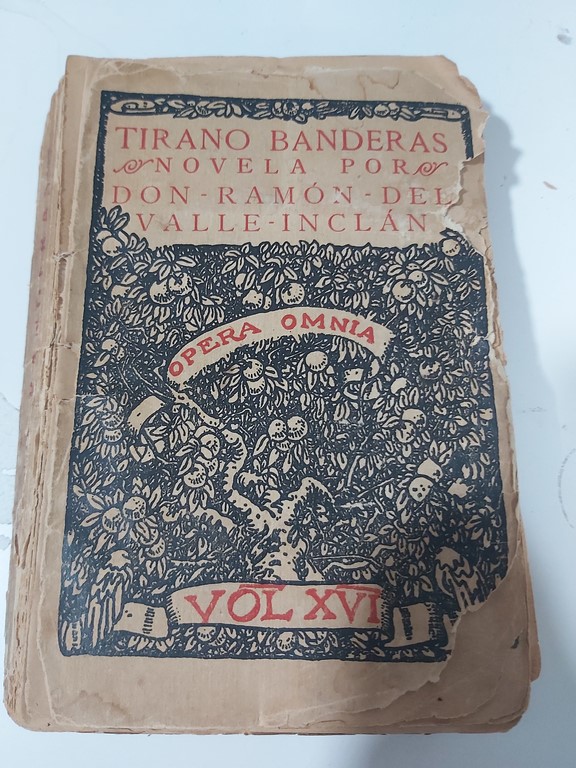 TIRANO BANDERAS
NOVELA POR
DON-RAMÓN-DEL
VALLE-INCLÁN
OPERA OMNIA
VOL XVI